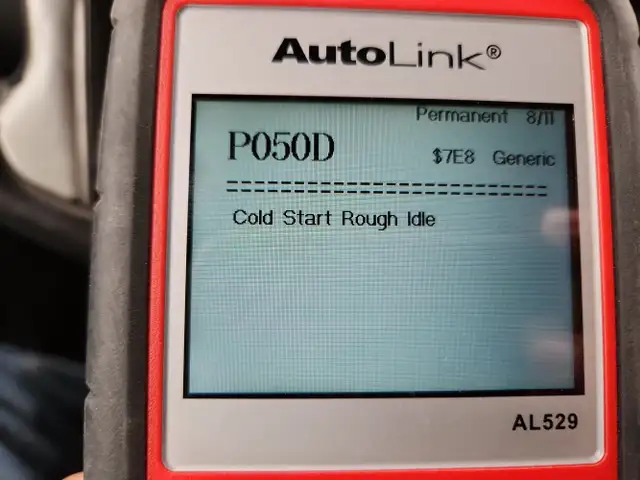 AutoLink®
Permanent 8/11
P050D $7E8 Generic
==========================
Cold Start Rough Idle
AL529